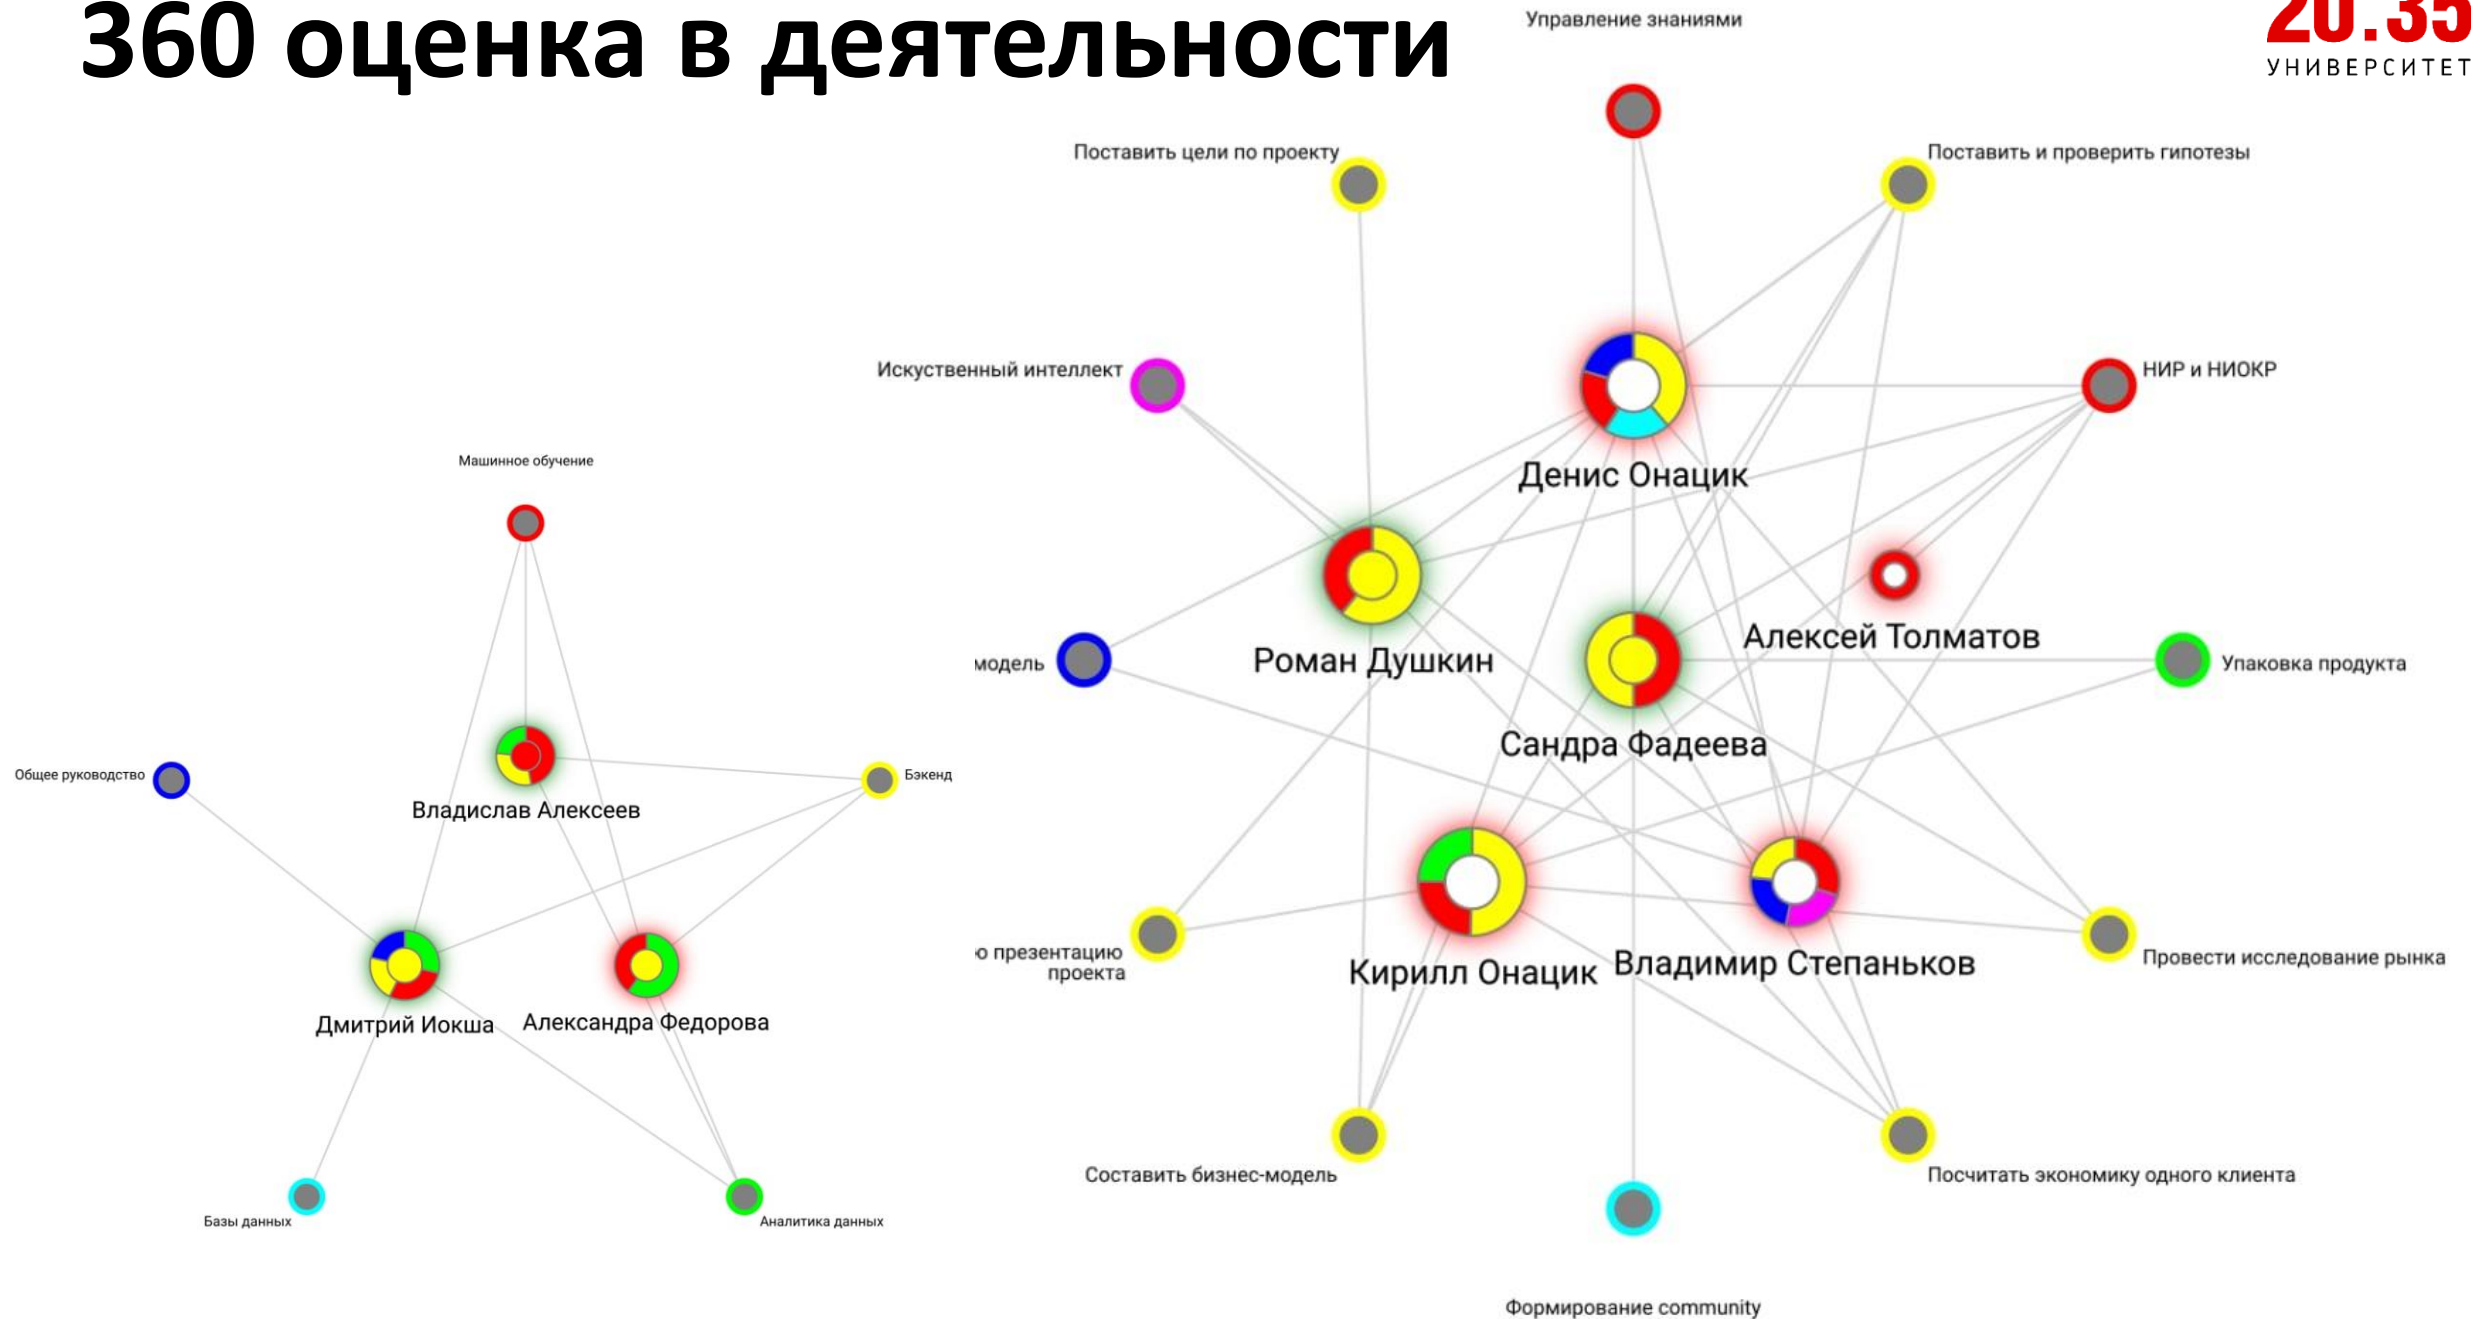 360 оценка в деятельности
20.35
УНИВЕРСИТЕТ
Машинное обучение
Общее руководство
Бэкенд
Владислав Алексеев
Дмитрий Иокша
Александра Федорова
Базы данных
Аналитика данных
Управление знаниями
Поставить цели по проекту
Поставить и проверить гипотезы
Искуственный интеллект
НИР и НИОКР
Денис Онацик
Роман Душкин
Алексей Толматов
модель
Упаковка продукта
Сандра Фадеева
презентацию
проекта
Кирилл Онацик
Владимир Степаньков
Провести исследование рынка
Составить бизнес-модель
Посчитать экономику одного клиента
Формирование community